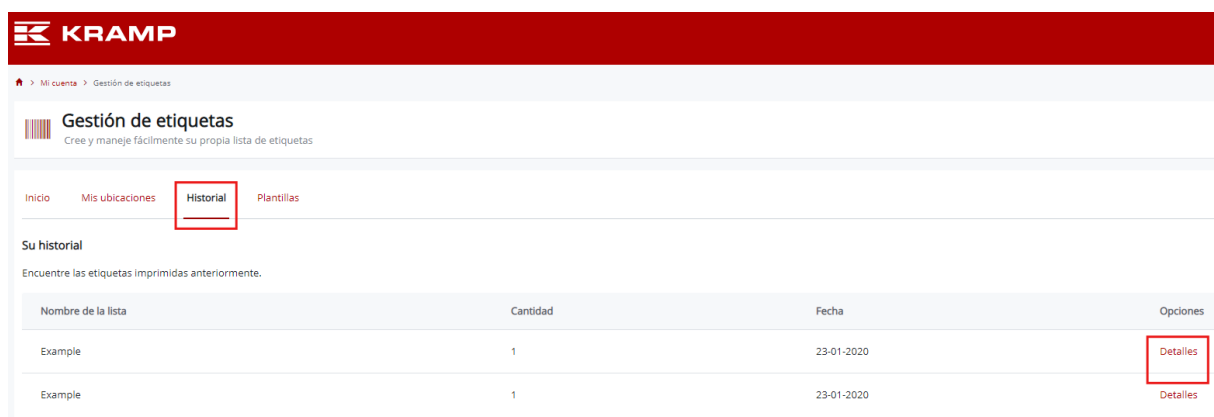 KRAMP
> Mi cuenta > Gestión de etiquetas
Gestión de etiquetas
Cree y maneje fácilmente su propia lista de etiquetas
Inicio Mis ubicaciones Historial Plantillas
Su historial
Encuentre las etiquetas imprimidas anteriormente.
Nombre de la lista Cantidad Fecha Opciones
Example 1 23-01-2020 Detalles
Example 1 23-01-2020 Detalles